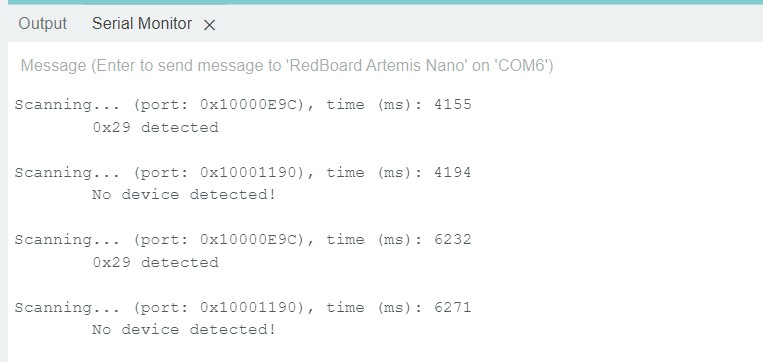 Output Serial Monitor ×
Message (Enter to send message to 'RedBoard Artemis Nano' on 'COM6')
Scanning... (port: 0x10000E9C), time (ms): 4155
0x29 detected
Scanning... (port: 0x10001190), time (ms): 4194
No device detected!
Scanning... (port: 0x10000E9C), time (ms): 6232
0x29 detected
Scanning... (port: 0x10001190), time (ms): 6271
No device detected!